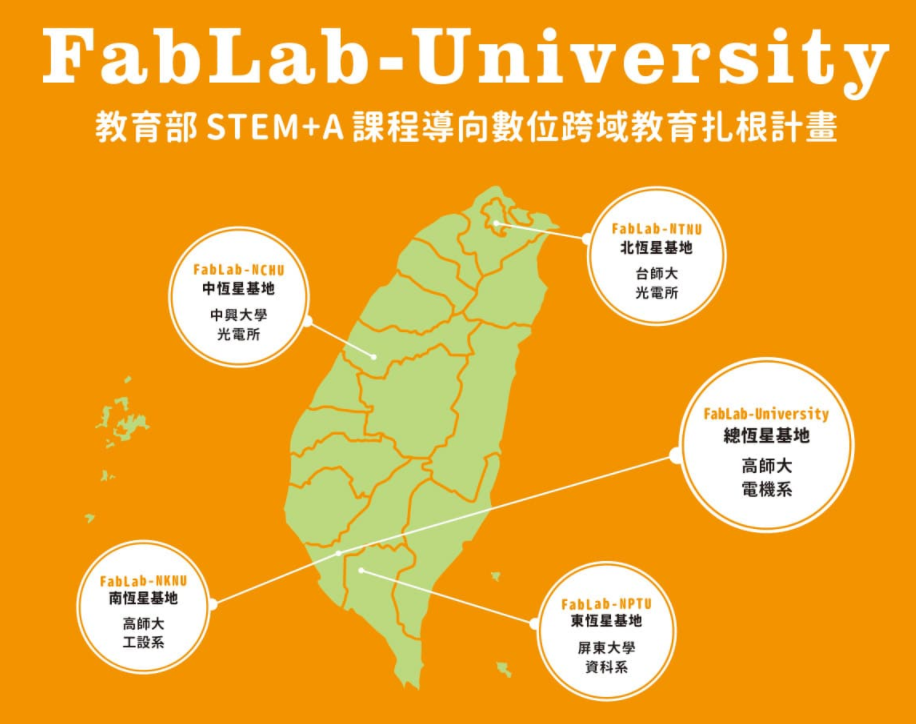 FabLab-University
教育部 STEM+A 課程導向數位跨域教育扎根計畫
FabLab-NTNU
北恆星基地
台師大
光電所
FabLab-NCHU
中恆星基地
中興大學
光電所
FabLab-University
總恆星基地
高師大
電機系
FabLab-NKNU
南恆星基地
高師大
工設系
FabLab-NPTU
東恆星基地
屏東大學
資科系